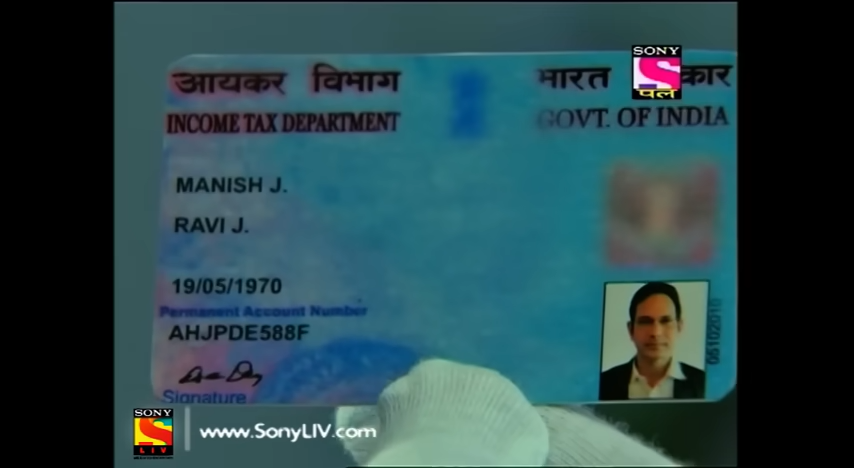 SONY
पल
आयकर विभाग
भारत
कार
INCOME TAX DEPARTMENT
GOVT. OF INDIA
MANISH J.
RAVI J.
19/05/1970
Permanent Account Number
AHJPDE588F
05102010
Signature
SONY
LIV
www.SonyLIV.com